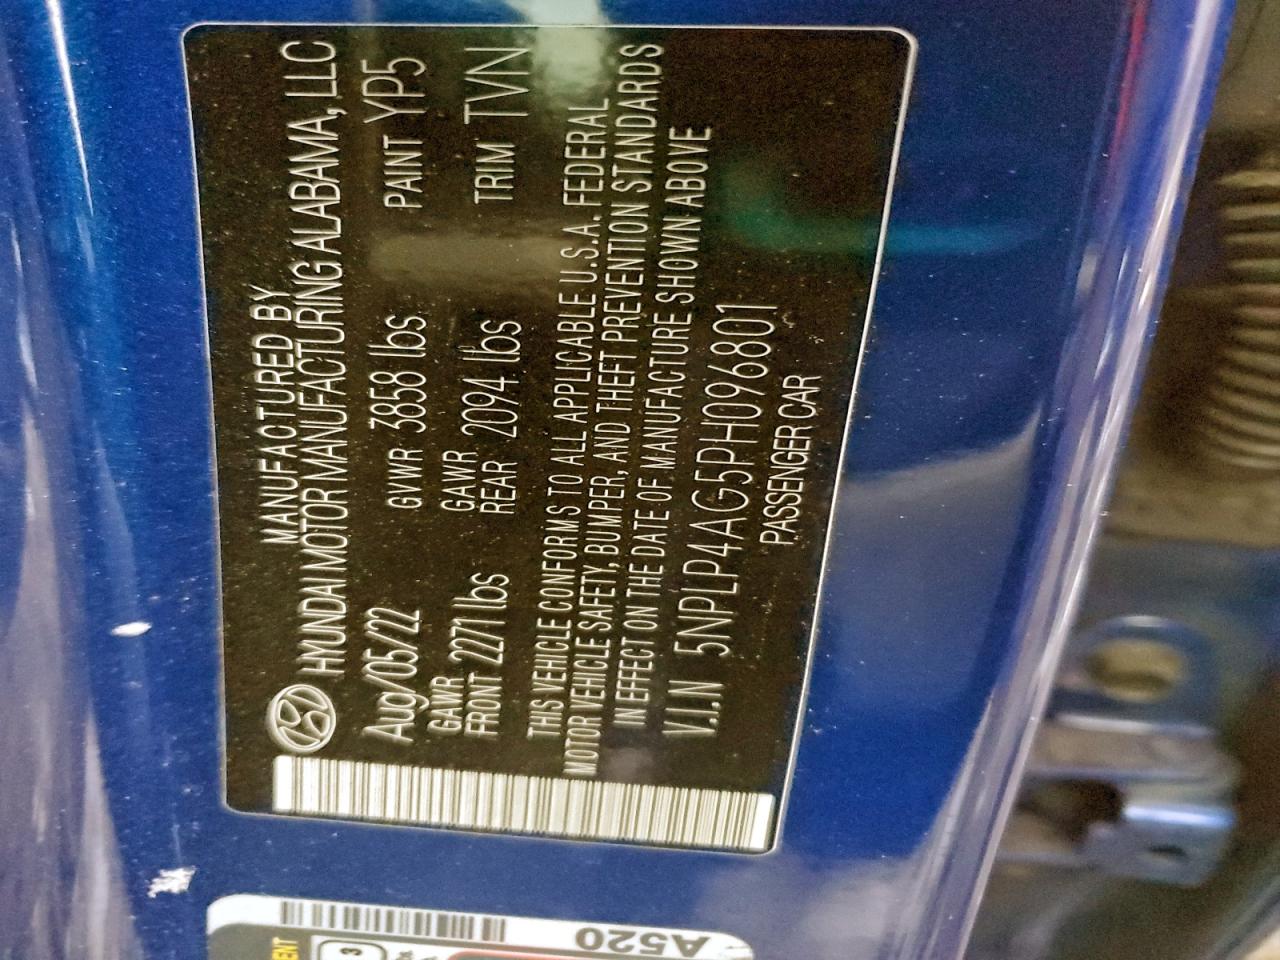 MANUFACTURED BY
HYUNDAI MOTOR MANUFACTURING ALABAMA, LLC
Aug/05/22 GVWR 3858 lbs PAINT YP5
GAWR FRONT 2271 lbs GAWR REAR 2094 lbs TRIM TVN
THIS VEHICLE CONFORMS TO ALL APPLICABLE U.S.A. FEDERAL
MOTOR VEHICLE SAFETY, BUMPER, AND THEFT PREVENTION STANDARDS
IN EFFECT ON THE DATE OF MANUFACTURE SHOWN ABOVE
V.I.N 5NPLP4AG5PH096801
PASSENGER CAR
A520
3